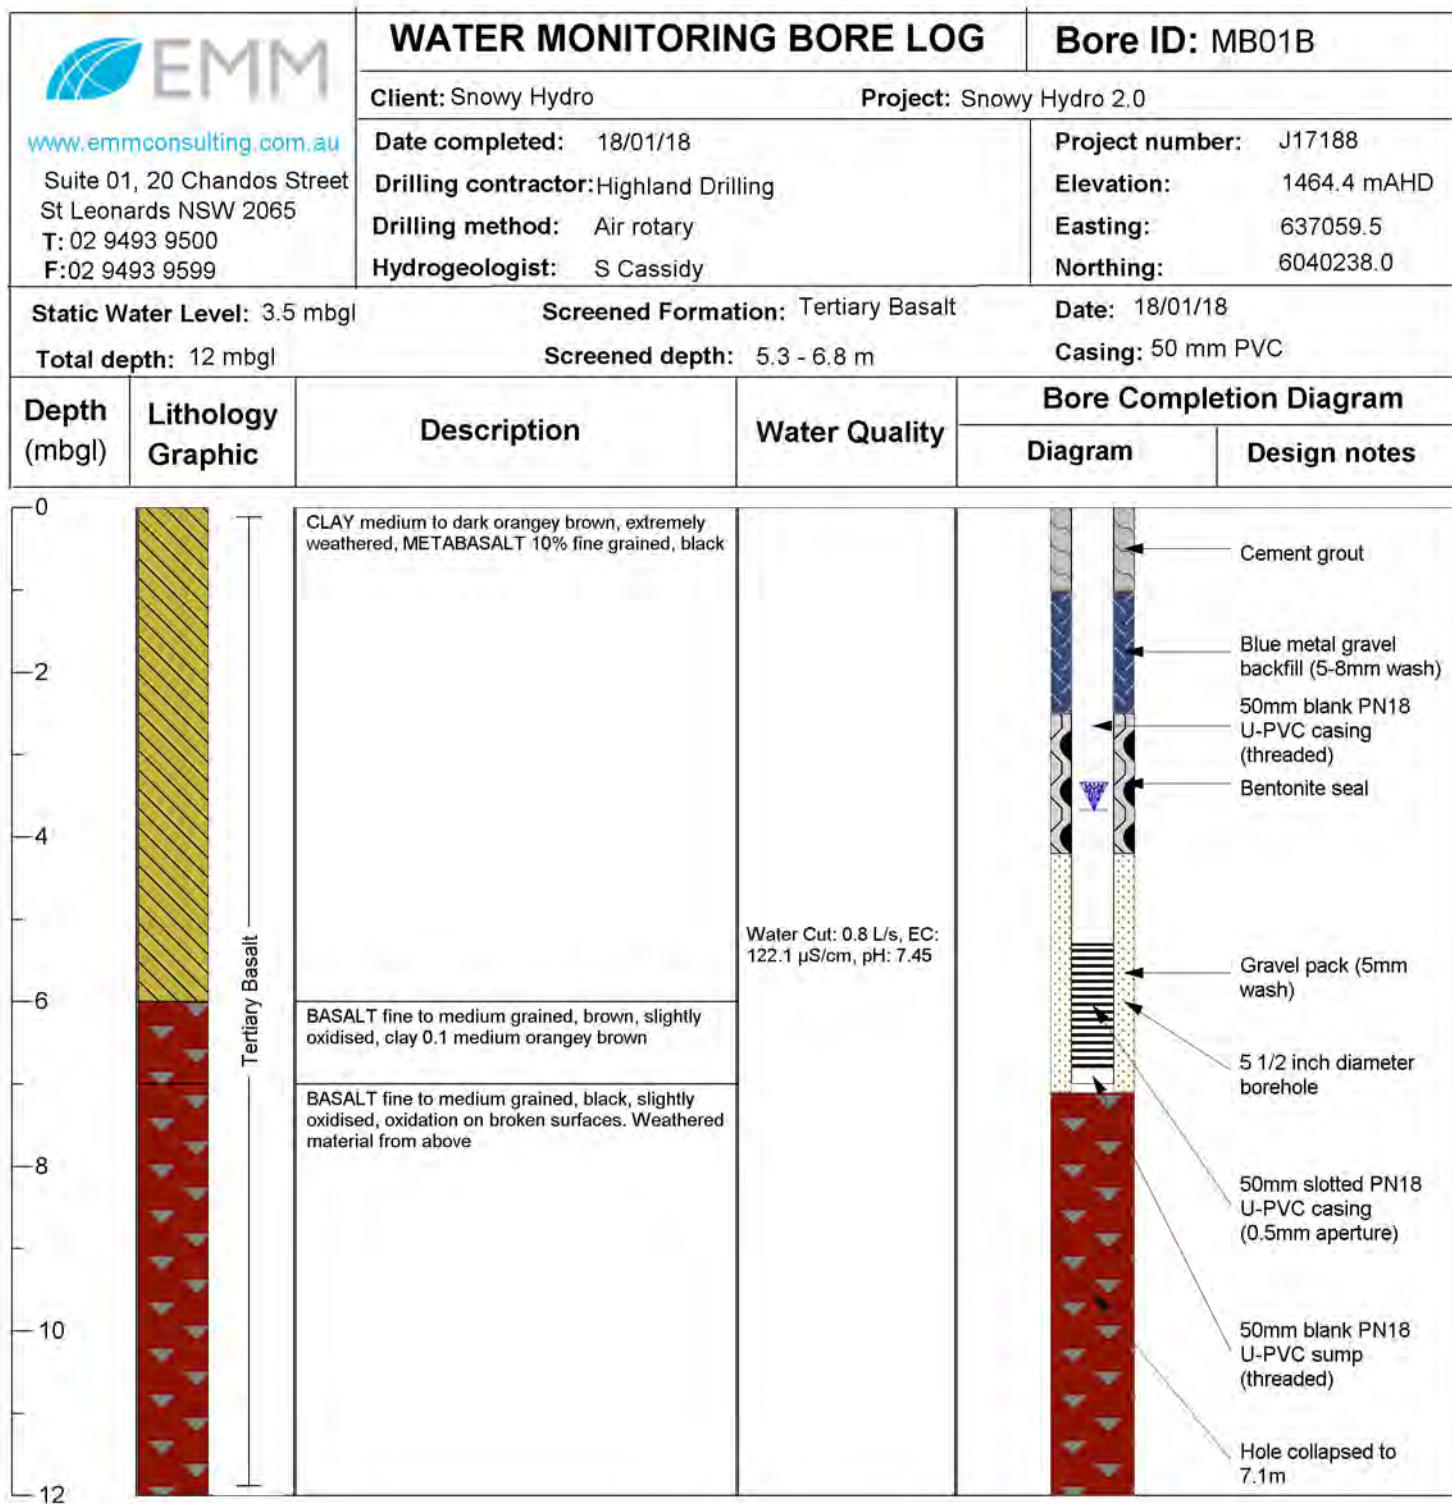 EMM
www.emmconsulting.com.au
Suite 01, 20 Chandos Street
St Leonards NSW 2065
T: 02 9493 9500
F:02 9493 9599
WATER MONITORING BORE LOG
Bore ID: MB01B
Client: Snowy Hydro
Project: Snowy Hydro 2.0
Date completed: 18/01/18
Drilling contractor: Highland Drilling
Drilling method: Air rotary
Hydrogeologist: S Cassidy
Project number: J17188
Elevation: 1464.4 mAHD
Easting: 637059.5
Northing: 6040238.0
Static Water Level: 3.5 mbgl
Screened Formation: Tertiary Basalt
Date: 18/01/18
Total depth: 12 mbgl
Screened depth: 5.3 - 6.8 m
Casing: 50 mm PVC
Depth
(mbgl)
Lithology
Graphic
Description
Water Quality
Bore Completion Diagram
Diagram
Design notes
0
2
4
6
8
10
12
Tertiary Basalt
CLAY medium to dark orangey brown, extremely
weathered, METABASALT 10% fine grained, black
BASALT fine to medium grained, brown, slightly
oxidised, clay 0.1 medium orangey brown
BASALT fine to medium grained, black, slightly
oxidised, oxidation on broken surfaces. Weathered
material from above
Water Cut: 0.8 L/s, EC:
122.1 µS/cm, pH: 7.45
Cement grout
Blue metal gravel
backfill (5-8mm wash)
50mm blank PN18
U-PVC casing
(threaded)
Bentonite seal
Gravel pack (5mm
wash)
5 1/2 inch diameter
borehole
50mm slotted PN18
U-PVC casing
(0.5mm aperture)
50mm blank PN18
U-PVC sump
(threaded)
Hole collapsed to
7.1m